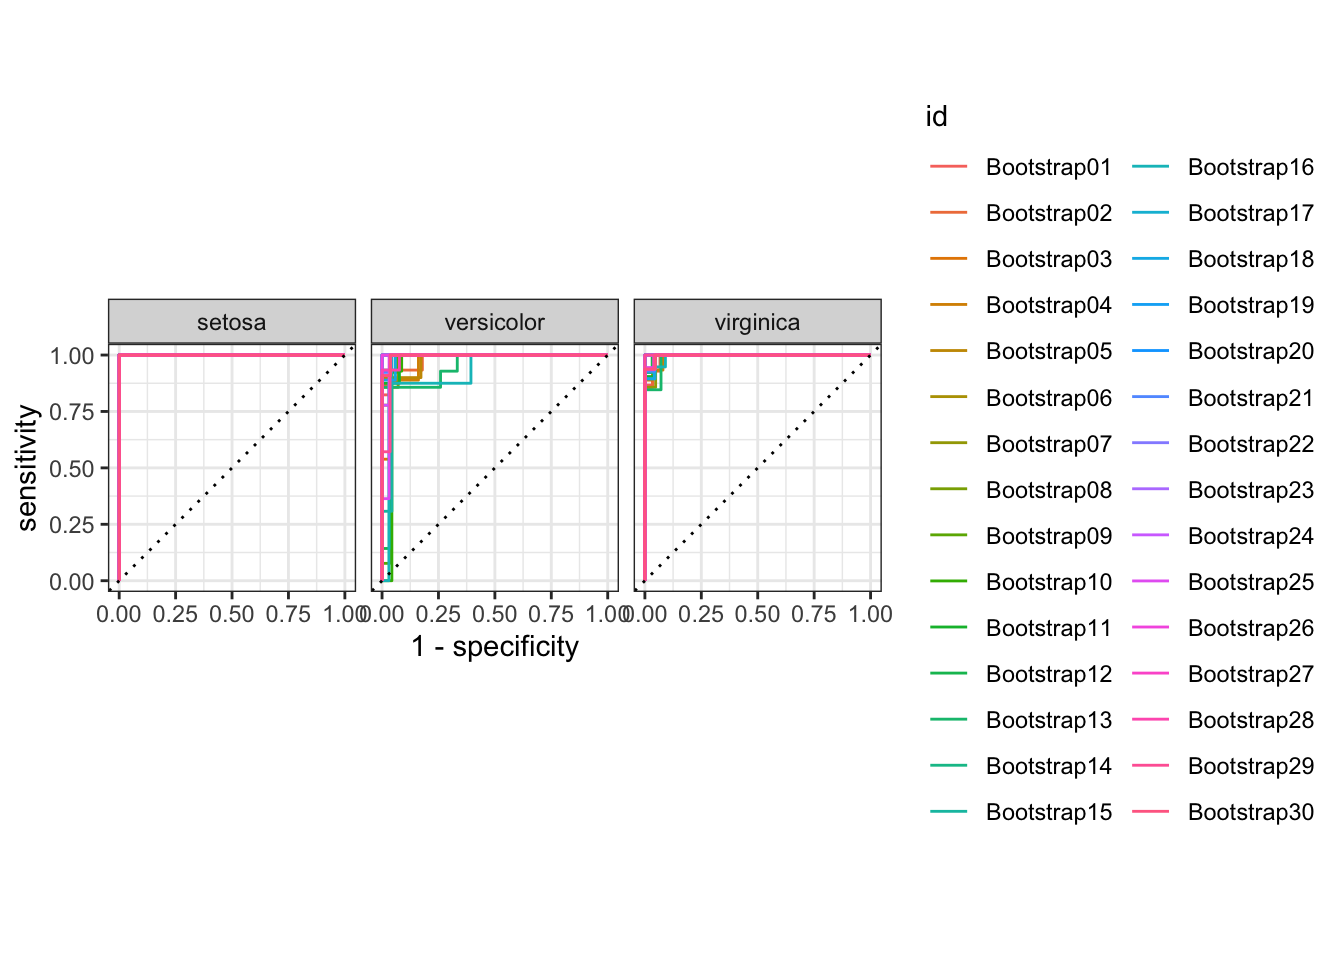 id
Bootstrap01 Bootstrap16
Bootstrap02 Bootstrap17
Bootstrap03 Bootstrap18
Bootstrap04 Bootstrap19
Bootstrap05 Bootstrap20
Bootstrap06 Bootstrap21
Bootstrap07 Bootstrap22
Bootstrap08 Bootstrap23
Bootstrap09 Bootstrap24
Bootstrap10 Bootstrap25
Bootstrap11 Bootstrap26
Bootstrap12 Bootstrap27
Bootstrap13 Bootstrap28
Bootstrap14 Bootstrap29
Bootstrap15 Bootstrap30
setosa versicolor virginica
sensitivity
1.00
0.75
0.50
0.25
0.00
0.00 0.25 0.50 0.75 1.00 0.00 0.25 0.50 0.75 1.00 0.00 0.25 0.50 0.75 1.00
1 - specificity